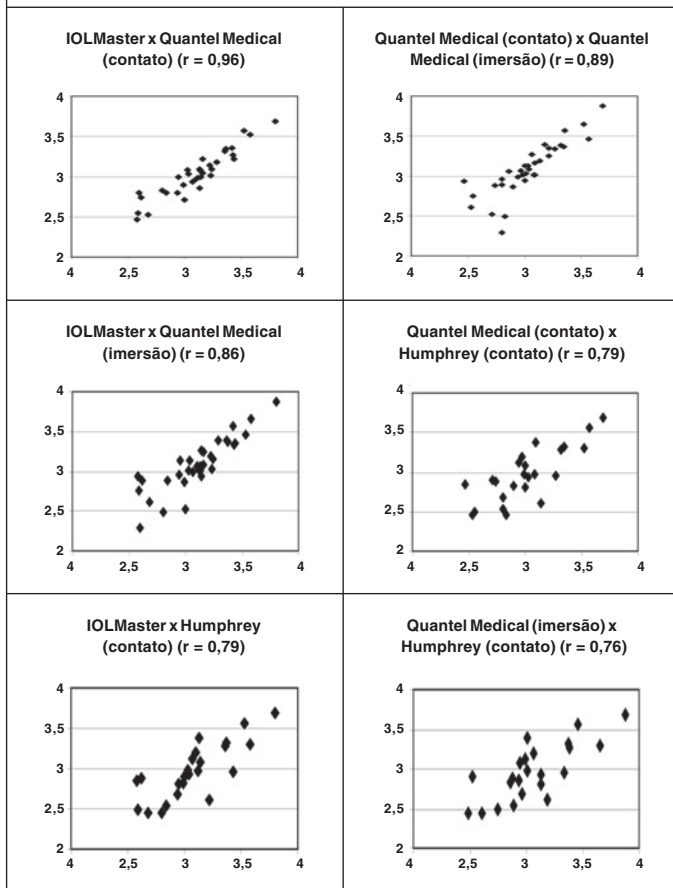 IOLMaster x Quantel Medical
(contato) (r = 0,96)
4
3,5
3
2,5
2
4 2,5 3 3,5 4
Quantel Medical (contato) x Quantel
Medical (imersão) (r = 0,89)
4
3,5
3
2,5
2
4 2,5 3 3,5 4
IOLMaster x Quantel Medical
(imersão) (r = 0,86)
4
3,5
3
2,5
2
4 2,5 3 3,5 4
Quantel Medical (contato) x
Humphrey (contato) (r = 0,79)
4
3,5
3
2,5
2
4 2,5 3 3,5 4
IOLMaster x Humphrey
(contato) (r = 0,79)
4
3,5
3
2,5
2
4 2,5 3 3,5 4
Quantel Medical (imersão) x
Humphrey (contato) (r = 0,76)
4
3,5
3
2,5
2
4 2,5 3 3,5 4